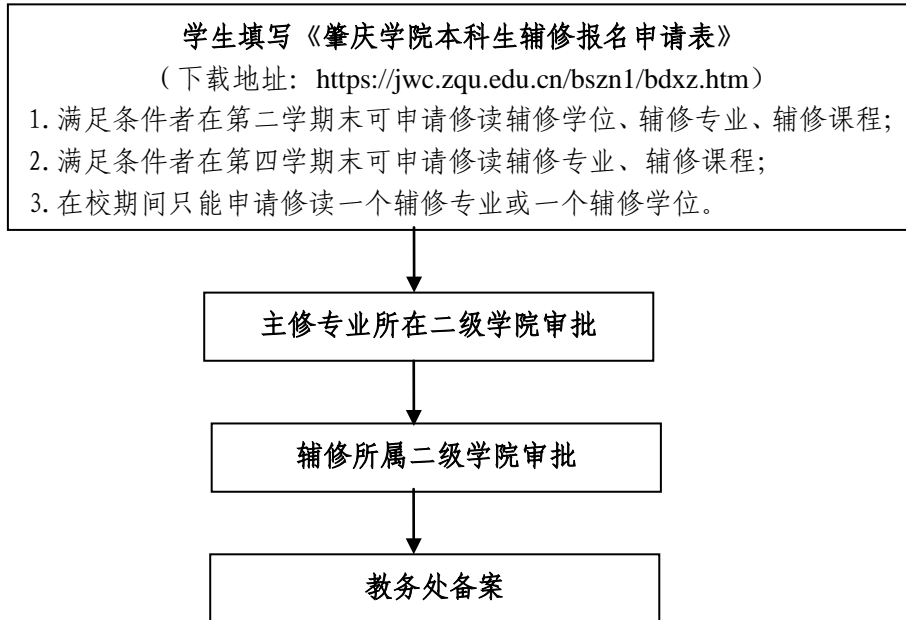 学生填写《肇庆学院本科生辅修报名申请表》
（下载地址：https://jwc.zqu.edu.cn/bszn1/bdxz.htm）
1.满足条件者在第二学期末可申请修读辅修学位、辅修专业、辅修课程；
2.满足条件者在第四学期末可申请修读辅修专业、辅修课程；
3.在校期间只能申请修读一个辅修专业或一个辅修学位。
主修专业所在二级学院审批
辅修所属二级学院审批
教务处备案